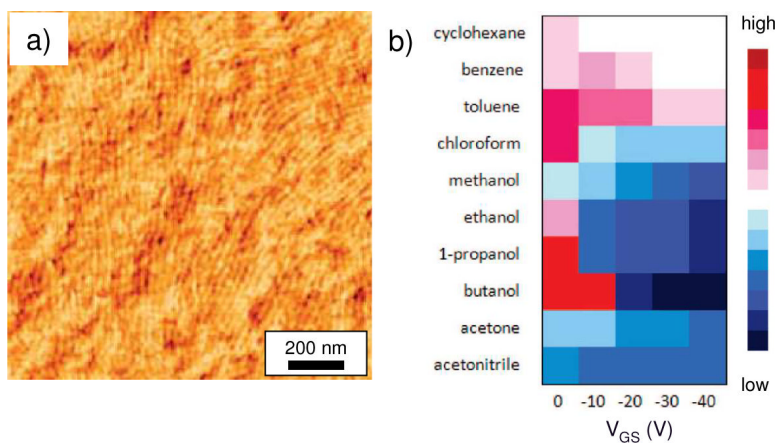 a)
200 nm
b)
cyclohexane
benzene
toluene
chloroform
methanol
ethanol
1-propanol
butanol
acetone
acetonitrile
0 -10 -20 -30 -40
V_GS (V)
high
low